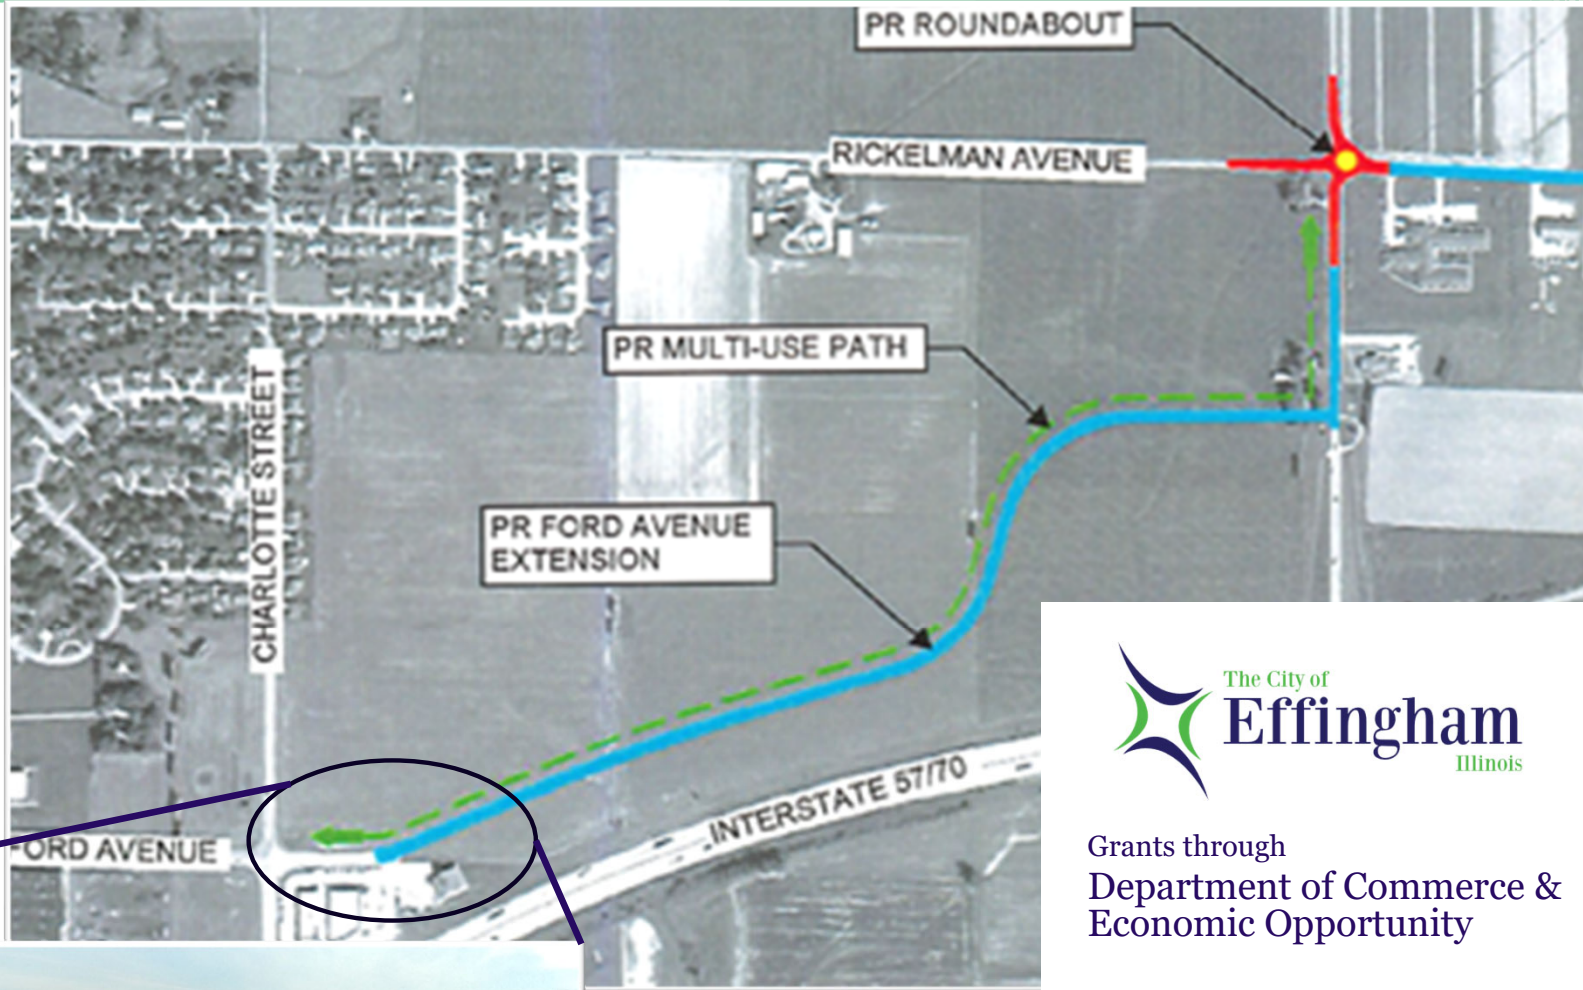 PR ROUNDABOUT
RICKELMAN AVENUE
PR MULTI-USE PATH
CHARLOTTE STREET
PR FORD AVENUE
EXTENSION
INTERSTATE 57/70
FORD AVENUE
The City of
Effingham
Illinois
Grants through
Department of Commerce &
Economic Opportunity